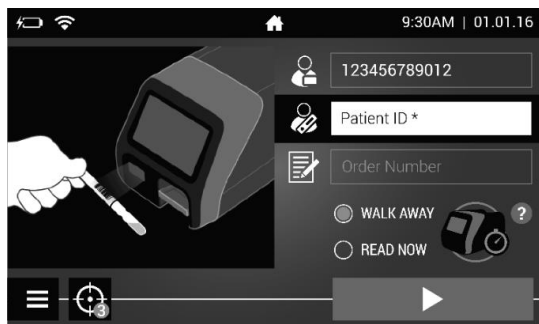 9:30AM | 01.01.16
123456789012
Patient ID *
Order Number
WALK AWAY
?
READ NOW
3